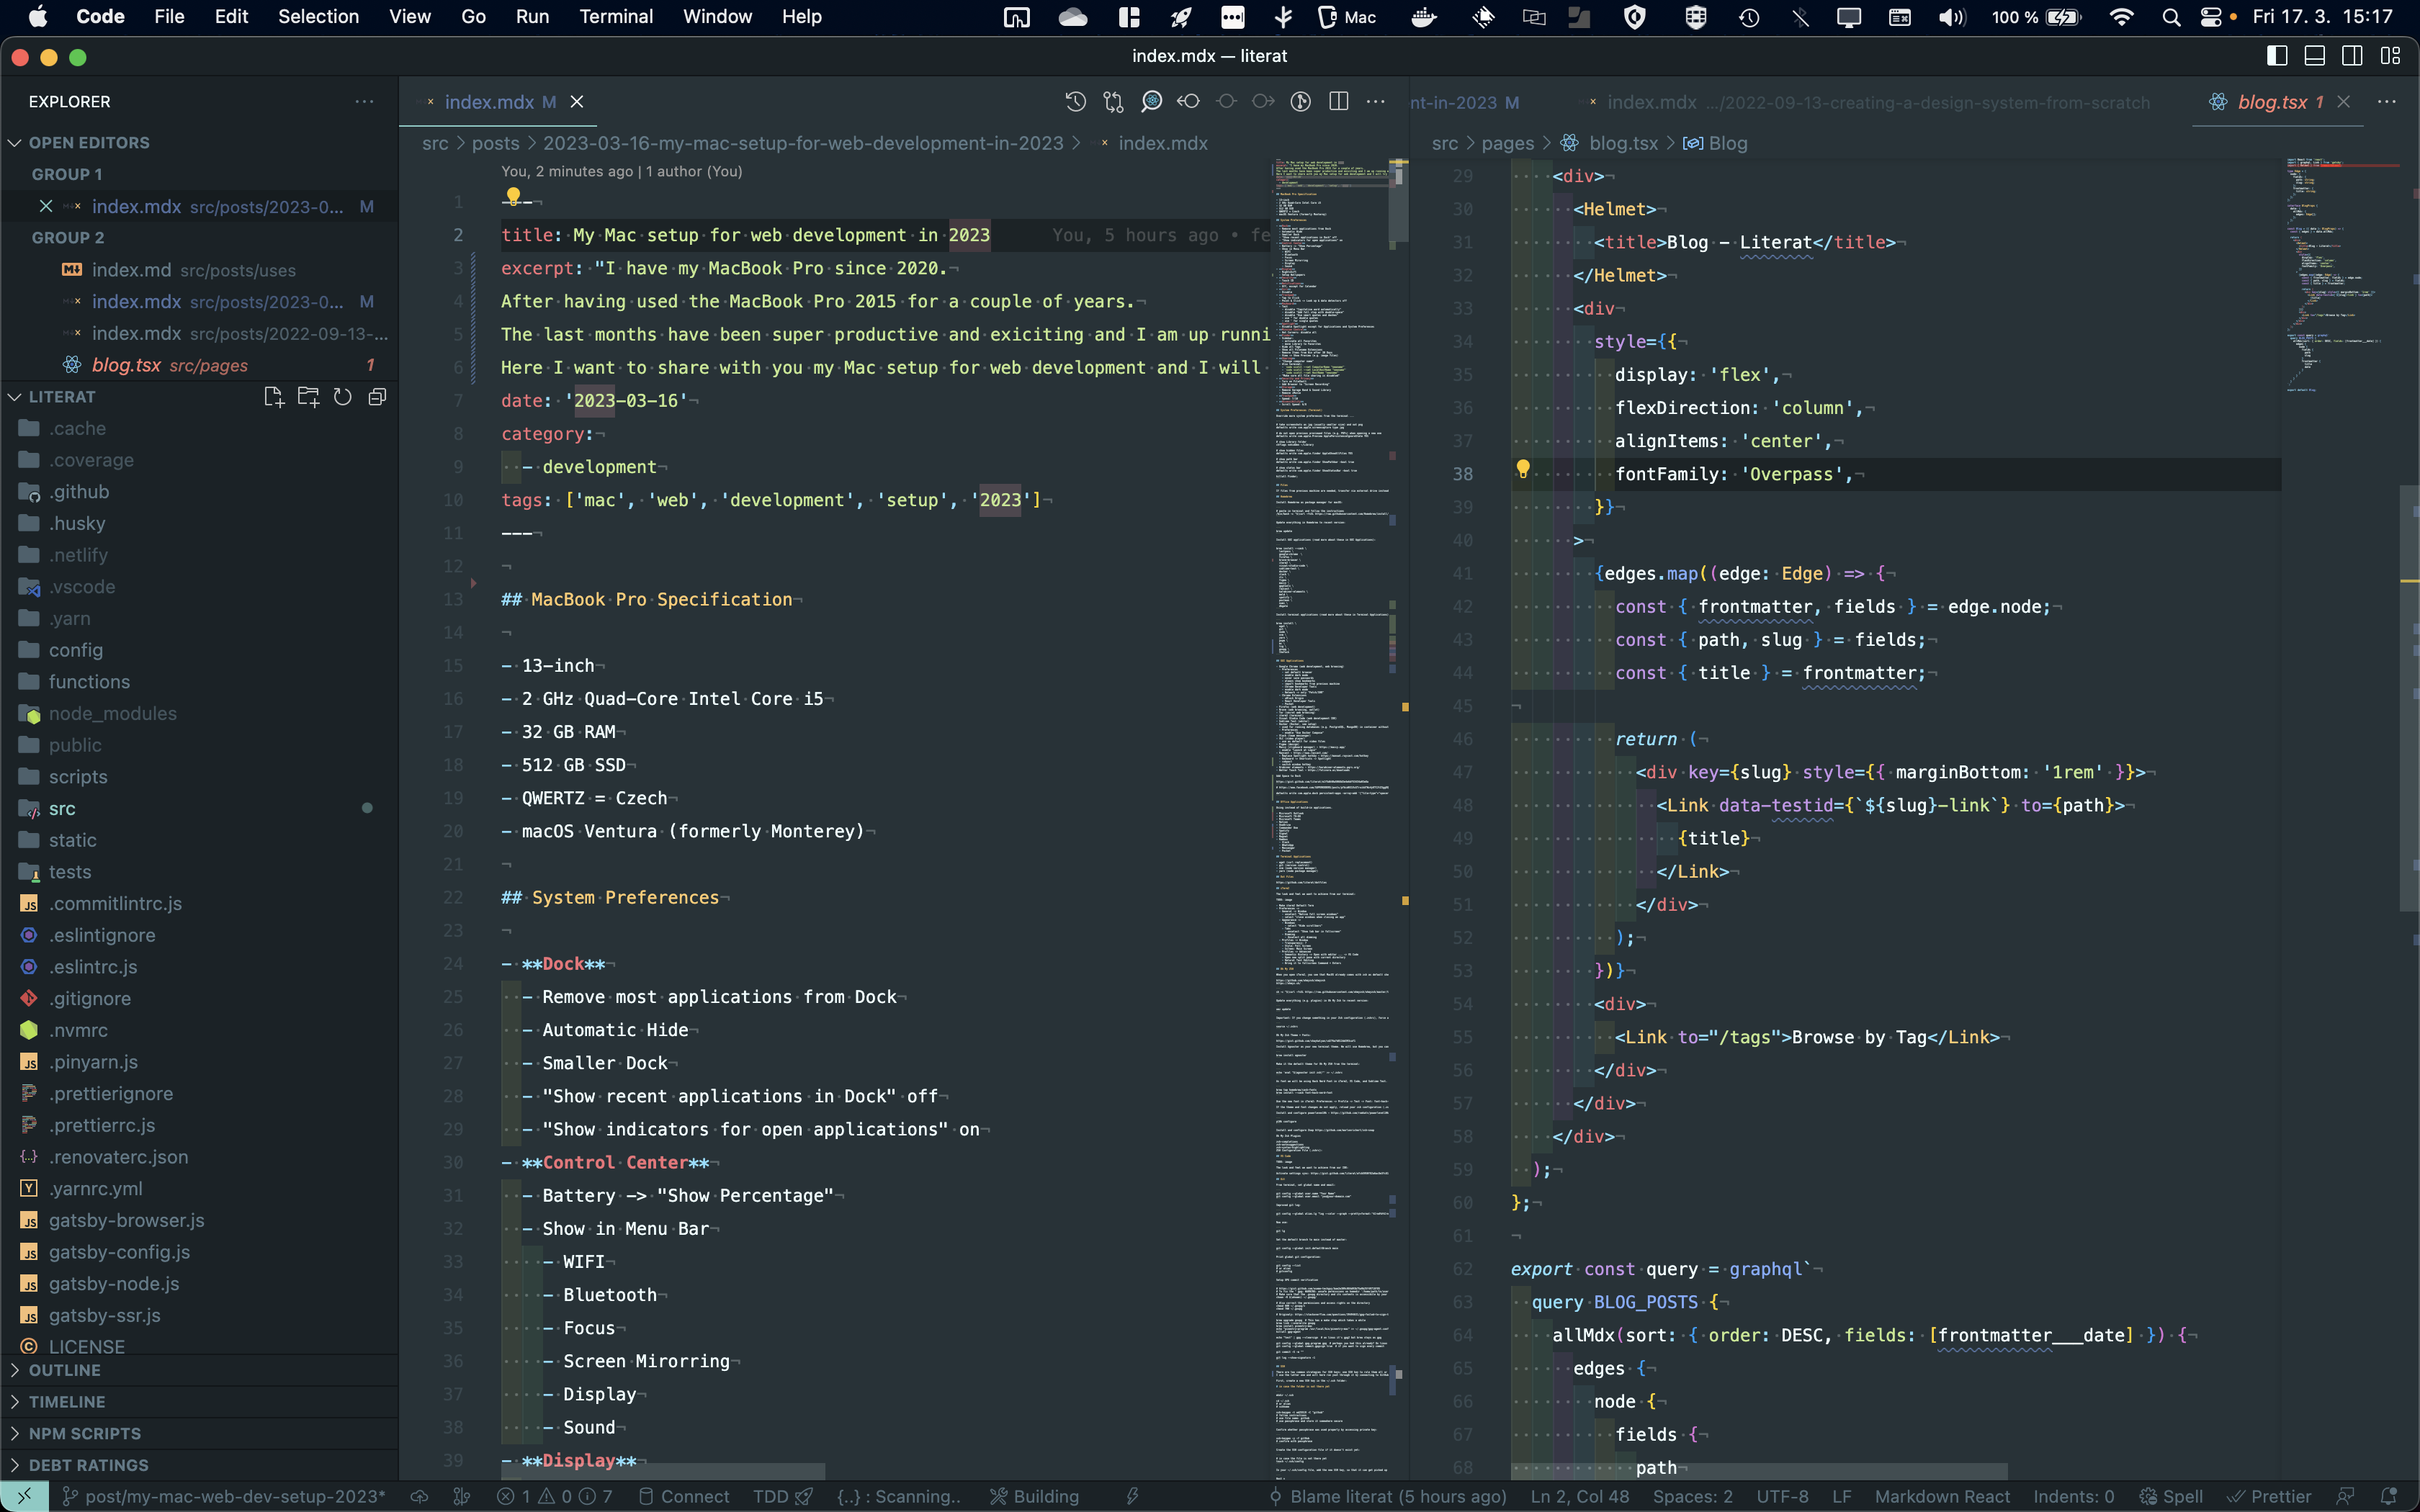 Code File Edit Selection View Go Run Terminal Window Help Mac 100 % Fri 17. 3. 15:17
index.mdx — literat
EXPLORER
OPEN EDITORS
GROUP 1
index.mdx src/posts/2023-0... M
GROUP 2
index.md src/posts/uses
index.mdx src/posts/2023-0... M
index.mdx src/posts/2022-09-13-...
blog.tsx src/pages 1
LITERAT
.cache
.coverage
.github
.husky
.netlify
.vscode
.yarn
config
functions
node_modules
public
scripts
src
static
tests
.commitlintrc.js
.eslintignore
.eslintrc.js
.gitignore
.nvmrc
.pinyarn.js
.prettierignore
.prettierrc.js
.renovaterc.json
.yarnrc.yml
gatsby-browser.js
gatsby-config.js
gatsby-node.js
gatsby-ssr.js
LICENSE
OUTLINE
TIMELINE
NPM SCRIPTS
DEBT RATINGS
index.mdx M
src > posts > 2023-03-16-my-mac-setup-for-web-development-in-2023 > index.mdx
You, 2 minutes ago | 1 author (You)
1 ---
2 title: My Mac setup for web development in 2023 You, 5 hours ago • fe
3 excerpt: "I have my MacBook Pro since 2020.
4 After having used the MacBook Pro 2015 for a couple of years.
5 The last months have been super productive and exiciting and I am up runni
6 Here I want to share with you my Mac setup for web development and I will
7 date: '2023-03-16'
8 category:
9 - development
10 tags: ['mac', 'web', 'development', 'setup', '2023']
11 ---
12
13 ## MacBook Pro Specification
14
15 - 13-inch
16 - 2 GHz Quad-Core Intel Core i5
17 - 32 GB RAM
18 - 512 GB SSD
19 - QWERTZ = Czech
20 - macOS Ventura (formerly Monterey)
21
22 ## System Preferences
23
24 - **Dock**
25 - Remove most applications from Dock
26 - Automatic Hide
27 - Smaller Dock
28 - "Show recent applications in Dock" off
29 - "Show indicators for open applications" on
30 - **Control Center**
31 - Battery -> "Show Percentage"
32 - Show in Menu Bar
33 - WIFI
34 - Bluetooth
35 - Focus
36 - Screen Mirorring
37 - Display
38 - Sound
39 - **Display**
nt-in-2023 M index.mdx .../2022-09-13-creating-a-design-system-from-scratch blog.tsx 1
src > pages > blog.tsx > Blog
29 <div>
30 <Helmet>
31 <title>Blog - Literat</title>
32 </Helmet>
33 <div
34 style={{
35 display: 'flex',
36 flexDirection: 'column',
37 alignItems: 'center',
38 fontFamily: 'Overpass',
39 }}
40 >
41 {edges.map((edge: Edge) => {
42 const { frontmatter, fields } = edge.node;
43 const { path, slug } = fields;
44 const { title } = frontmatter;
45
46 return (
47 <div key={slug} style={{ marginBottom: '1rem' }}>
48 <Link data-testid={`${slug}-link`} to={path}>
49 {title}
50 </Link>
51 </div>
52 );
53 })}
54 <div>
55 <Link to="/tags">Browse by Tag</Link>
56 </div>
57 </div>
58 </div>
59 );
60 };
61
62 export const query = graphql`
63 query BLOG_POSTS {
64 allMdx(sort: { order: DESC, fields: [frontmatter___date] }) {
65 edges {
66 node {
67 fields {
68 path
post/my-mac-web-dev-setup-2023* 1 0 7 Connect TDD {..} : Scanning.. Building Blame literat (5 hours ago) Ln 2, Col 48 Spaces: 2 UTF-8 LF Markdown React Indents: 0 Spell Prettier